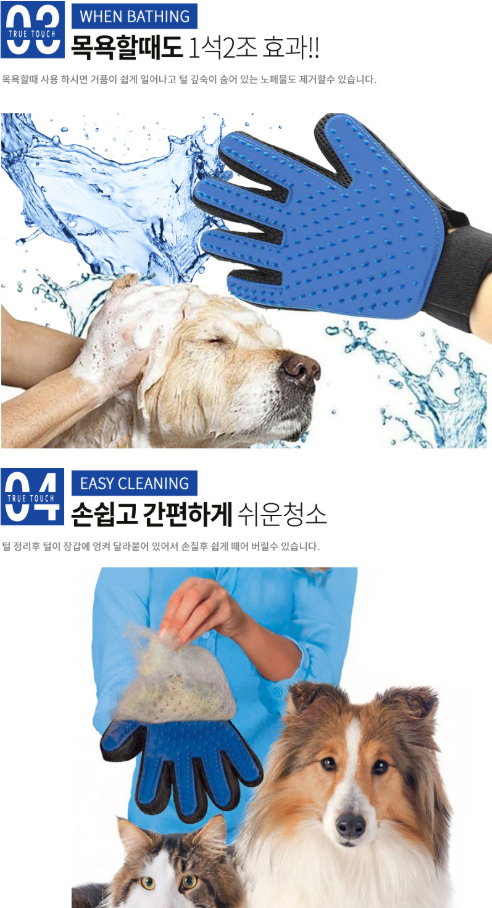 03
TRUE TOUCH
WHEN BATHING
목욕할때도 1석2조 효과!!
목욕할때 사용 하시면 거품이 쉽게 일어나고 털 깊숙이 숨어 있는 노폐물도 제거할수 있습니다.
04
TRUE TOUCH
EASY CLEANING
손쉽고 간편하게 쉬운청소
털 정리후 털이 장갑에 엉켜 달라붙어 있어서 손질후 쉽게 떼어 버릴수 있습니다.